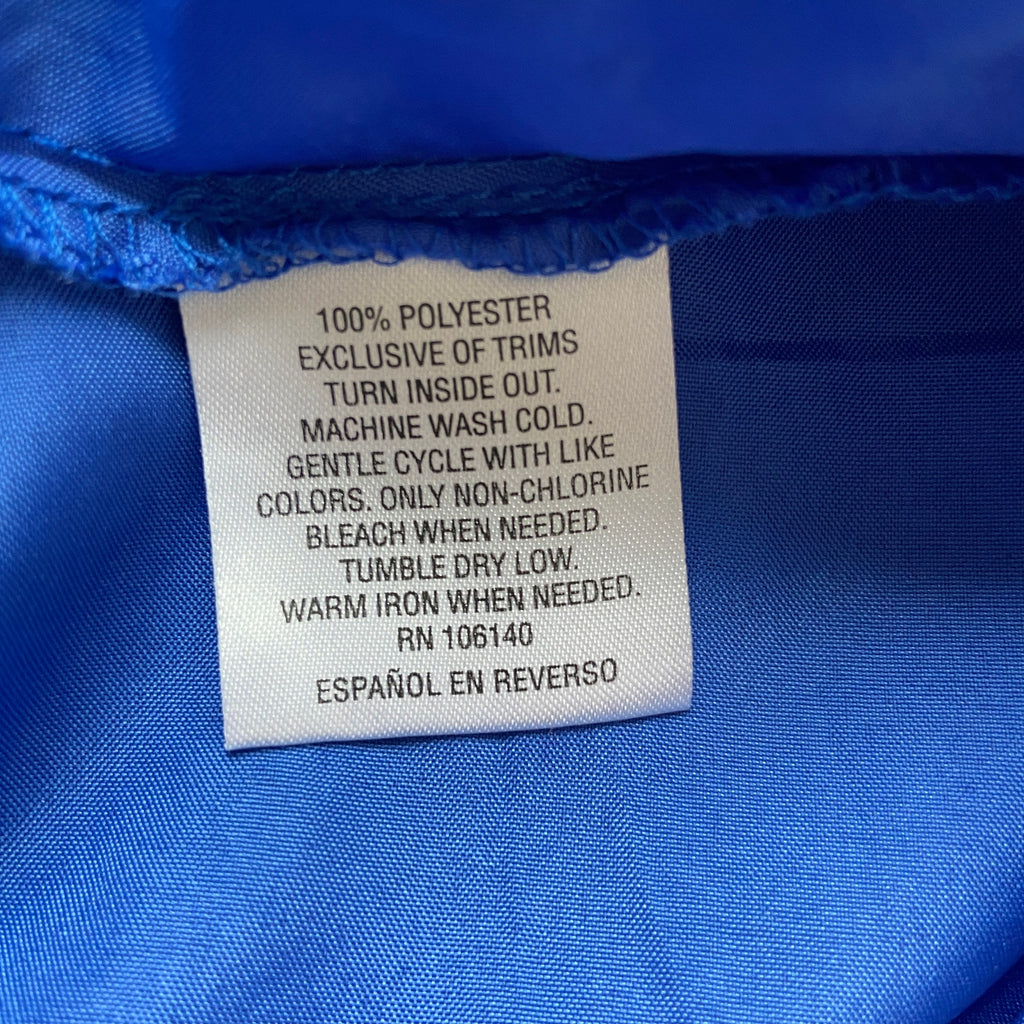 100% POLYESTER
EXCLUSIVE OF TRIMS
TURN INSIDE OUT.
MACHINE WASH COLD.
GENTLE CYCLE WITH LIKE
COLORS. ONLY NON-CHLORINE
BLEACH WHEN NEEDED.
TUMBLE DRY LOW.
WARM IRON WHEN NEEDED.
RN 106140
ESPAÑOL EN REVERSO